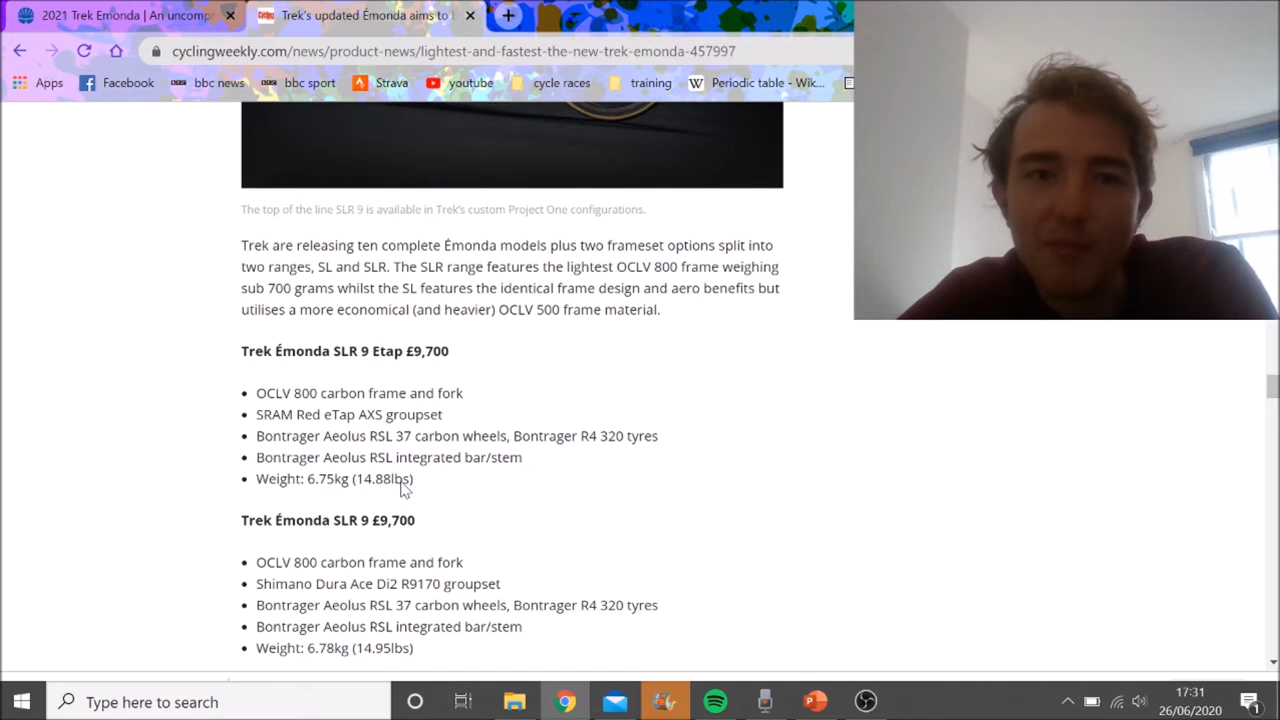 2021 Trek Emonda | An uncomp
Trek's updated Émonda aims to b
cyclingweekly.com/news/product-news/lightest-and-fastest-the-new-trek-emonda-457997
Apps
Facebook
BBC
bbc news
BBC
bbc sport
Strava
youtube
cycle races
training
W
Periodic table - Wik...
The top of the line SLR 9 is available in Trek's custom Project One configurations.
Trek are releasing ten complete Émonda models plus two frameset options split into
two ranges, SL and SLR. The SLR range features the lightest OCLV 800 frame weighing
sub 700 grams whilst the SL features the identical frame design and aero benefits but
utilises a more economical (and heavier) OCLV 500 frame material.
Trek Émonda SLR 9 Etap £9,700
• OCLV 800 carbon frame and fork
• SRAM Red eTap AXS groupset
• Bontrager Aeolus RSL 37 carbon wheels, Bontrager R4 320 tyres
• Bontrager Aeolus RSL integrated bar/stem
• Weight: 6.75kg (14.88lbs)
Trek Émonda SLR 9 £9,700
• OCLV 800 carbon frame and fork
• Shimano Dura Ace Di2 R9170 groupset
• Bontrager Aeolus RSL 37 carbon wheels, Bontrager R4 320 tyres
• Bontrager Aeolus RSL integrated bar/stem
• Weight: 6.78kg (14.95lbs)
Type here to search
17:31
26/06/2020
1